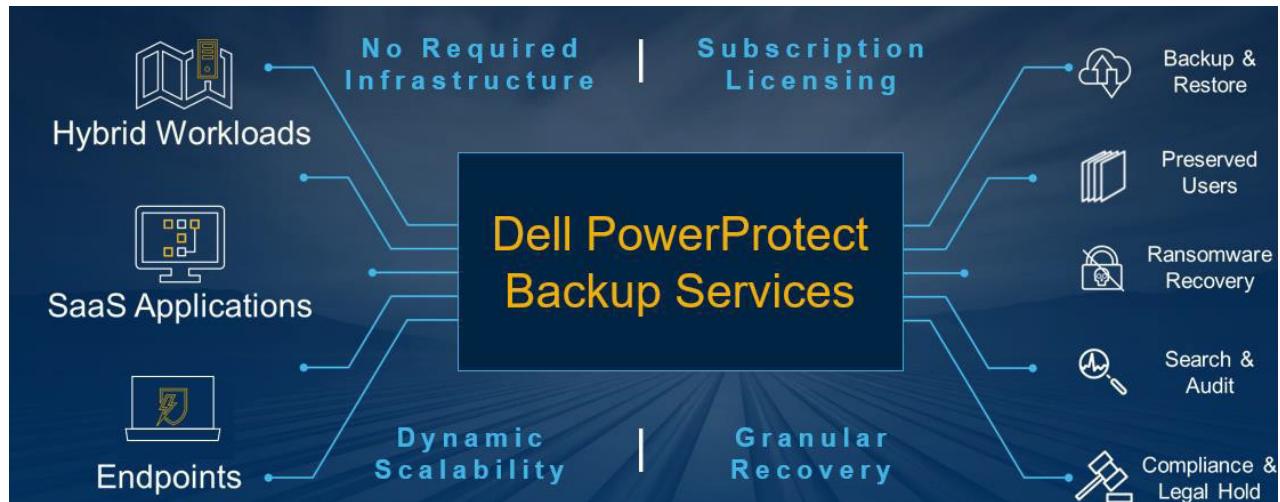 No Required
Infrastructure
Subscription
Licensing
Hybrid Workloads
SaaS Applications
Endpoints
Dell PowerProtect
Backup Services
Backup &
Restore
Preserved
Users
Ransomware
Recovery
Search &
Audit
Compliance &
Legal Hold
Dynamic
Scalability
Granular
Recovery